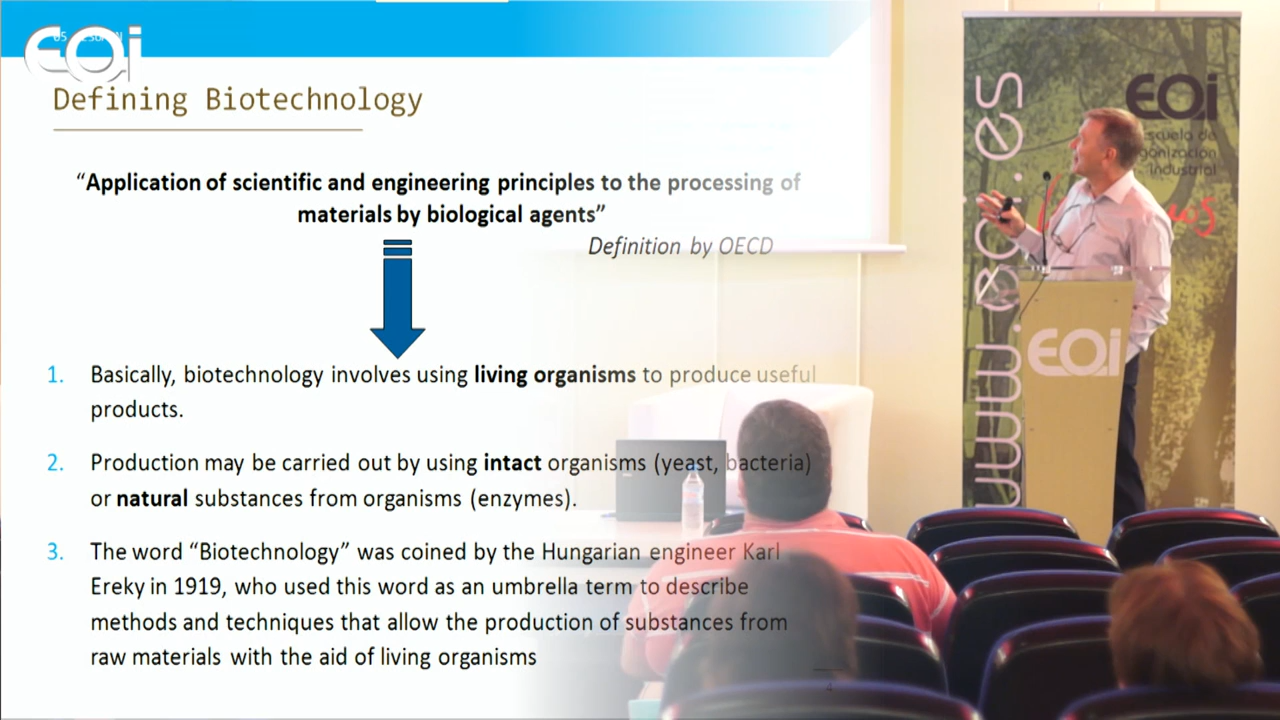 EOi
Defining Biotechnology
“Application of scientific and engineering principles to the processing of
materials by biological agents”
Definition by OECD
1. Basically, biotechnology involves using living organisms to produce useful
products.
2. Production may be carried out by using intact organisms (yeast, bacteria)
or natural substances from organisms (enzymes).
3. The word “Biotechnology” was coined by the Hungarian engineer Karl
Ereky in 1919, who used this word as an umbrella term to describe
methods and techniques that allow the production of substances from
raw materials with the aid of living organisms
4
www.eoi.es
EOi
escuela de
organización
industrial
EOi